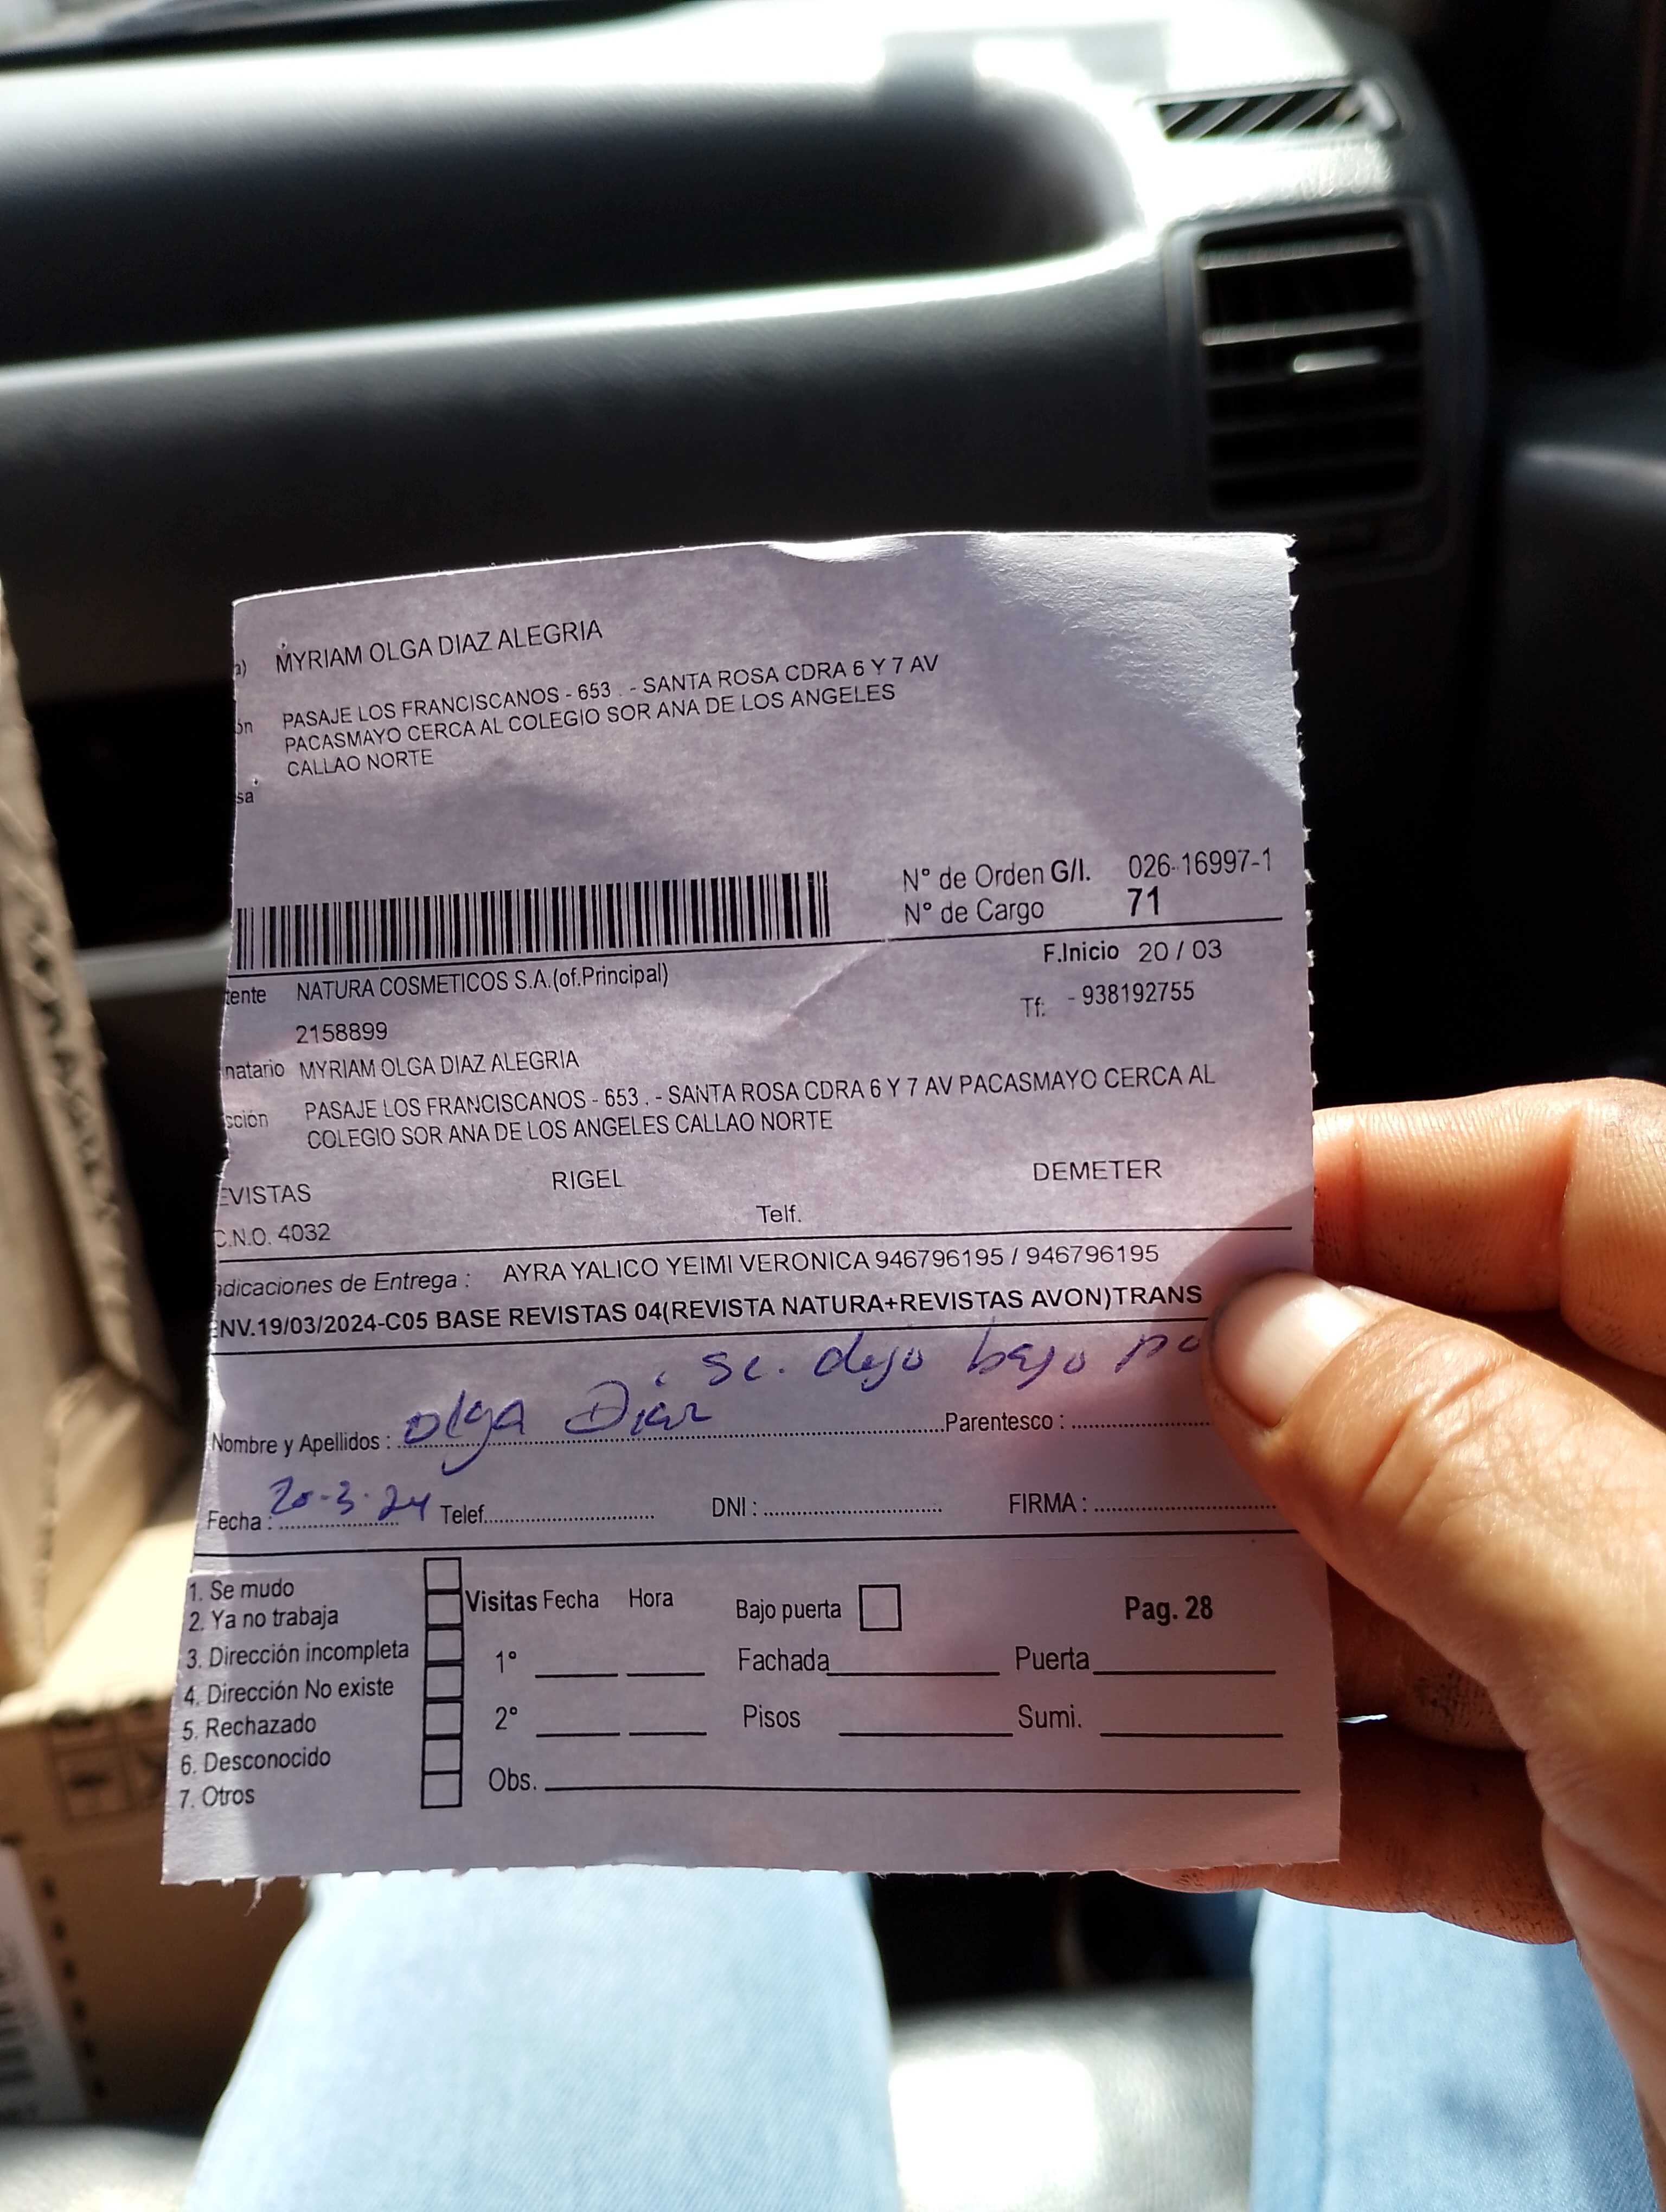 a) MYRIAM OLGA DIAZ ALEGRIA
ón PASAJE LOS FRANCISCANOS - 653 . - SANTA ROSA CDRA 6 Y 7 AV
PACASMAYO CERCA AL COLEGIO SOR ANA DE LOS ANGELES
CALLAO NORTE
sa
N° de Orden G/I. 026-16997-1
N° de Cargo 71
F.Inicio 20 / 03
tente NATURA COSMETICOS S.A.(of.Principal)
Tf: - 938192755
2158899
natario MYRIAM OLGA DIAZ ALEGRIA
cción PASAJE LOS FRANCISCANOS - 653 . - SANTA ROSA CDRA 6 Y 7 AV PACASMAYO CERCA AL
COLEGIO SOR ANA DE LOS ANGELES CALLAO NORTE
EVISTAS RIGEL DEMETER
C.N.O. 4032 Telf.
ndicaciones de Entrega : AYRA YALICO YEIMI VERONICA 946796195 / 946796195
ENV.19/03/2024-C05 BASE REVISTAS 04(REVISTA NATURA+REVISTAS AVON)TRANS
se. dejo bajo po
Nombre y Apellidos : Olga Diaz Parentesco :
Fecha : 20-3-24 Telef. DNI : FIRMA :
1. Se mudo
2. Ya no trabaja
3. Dirección incompleta
4. Dirección No existe
5. Rechazado
6. Desconocido
7. Otros
Visitas Fecha Hora Bajo puerta Pag. 28
1° Fachada Puerta
2° Pisos Sumi.
Obs.